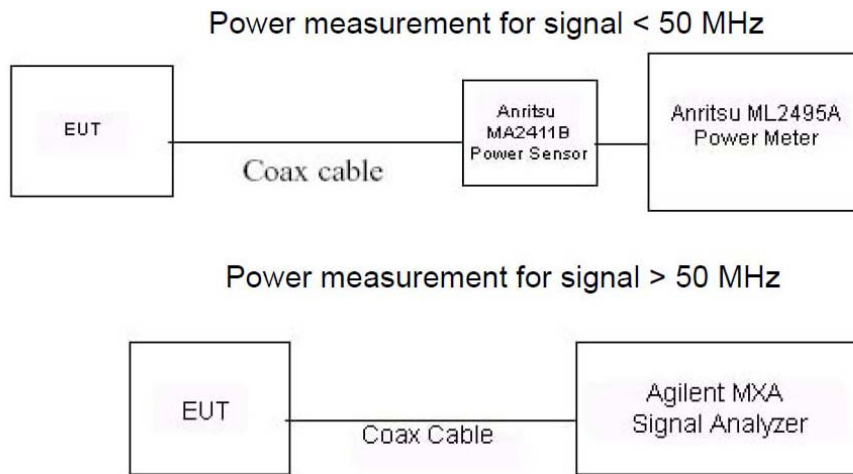 Power measurement for signal < 50 MHz
EUT
Coax cable
Anritsu
MA2411B
Power Sensor
Anritsu ML2495A
Power Meter
Power measurement for signal > 50 MHz
EUT
Coax Cable
Agilent MXA
Signal Analyzer